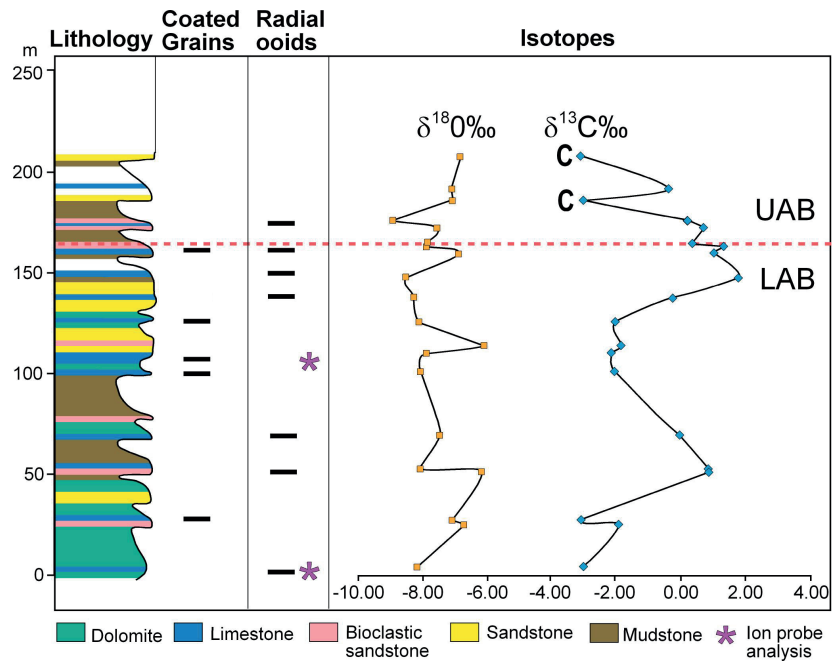 Lithology
Coated
Grains
Radial
ooids
Isotopes
m
250
200
150
100
50
0
δ¹⁸0‰
δ¹³C‰
C
C
UAB
LAB
-10.00 -8.00 -6.00 -4.00 -2.00 0.00 2.00 4.00
Dolomite
Limestone
Bioclastic
sandstone
Sandstone
Mudstone
Ion probe
analysis